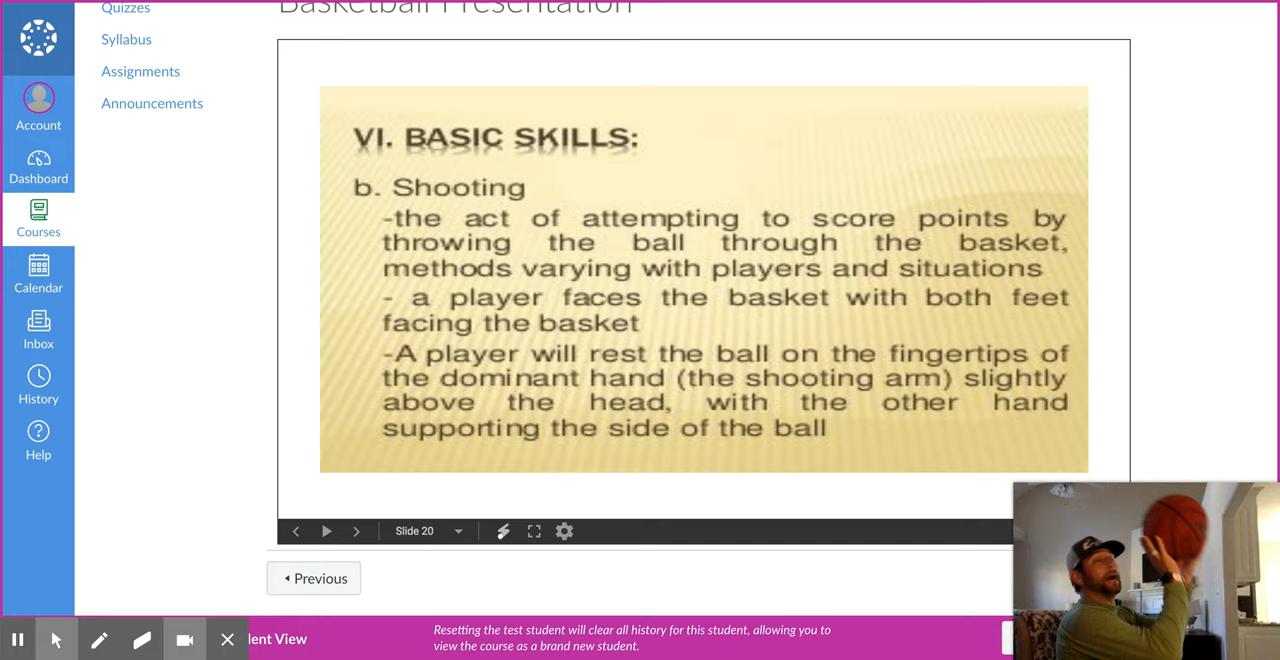 Basketball Presentation
Quizzes
Syllabus
Assignments
Announcements
Account
Dashboard
Courses
Calendar
Inbox
History
Help
VI. BASIC SKILLS:
b. Shooting
-the act of attempting to score points by
throwing the ball through the basket,
methods varying with players and situations
- a player faces the basket with both feet
facing the basket
-A player will rest the ball on the fingertips of
the dominant hand (the shooting arm) slightly
above the head, with the other hand
supporting the side of the ball
Slide 20
Previous
lent View
Resetting the test student will clear all history for this student, allowing you to
view the course as a brand new student.